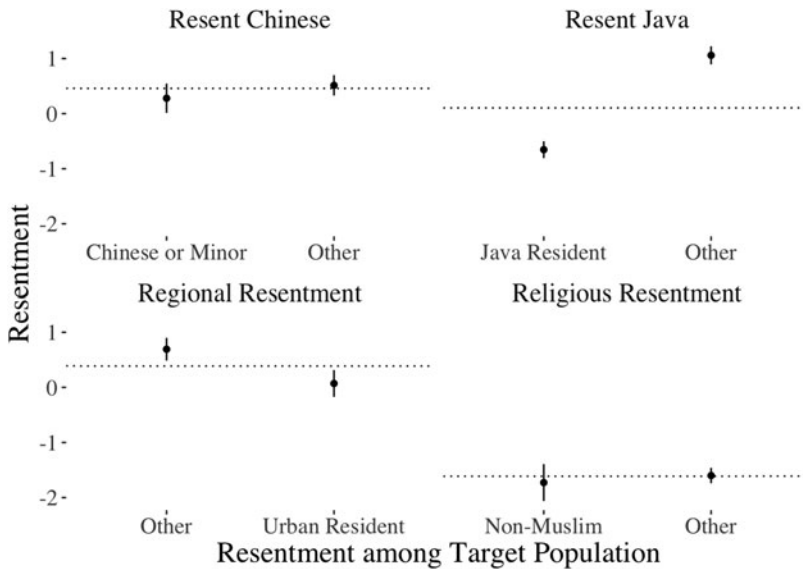 Resent Chinese
Resent Java
1
0
-1
-2
Chinese or Minor
Other
Java Resident
Other
Resentment
Regional Resentment
Religious Resentment
1
0
-1
-2
Other
Urban Resident
Non-Muslim
Other
Resentment among Target Population